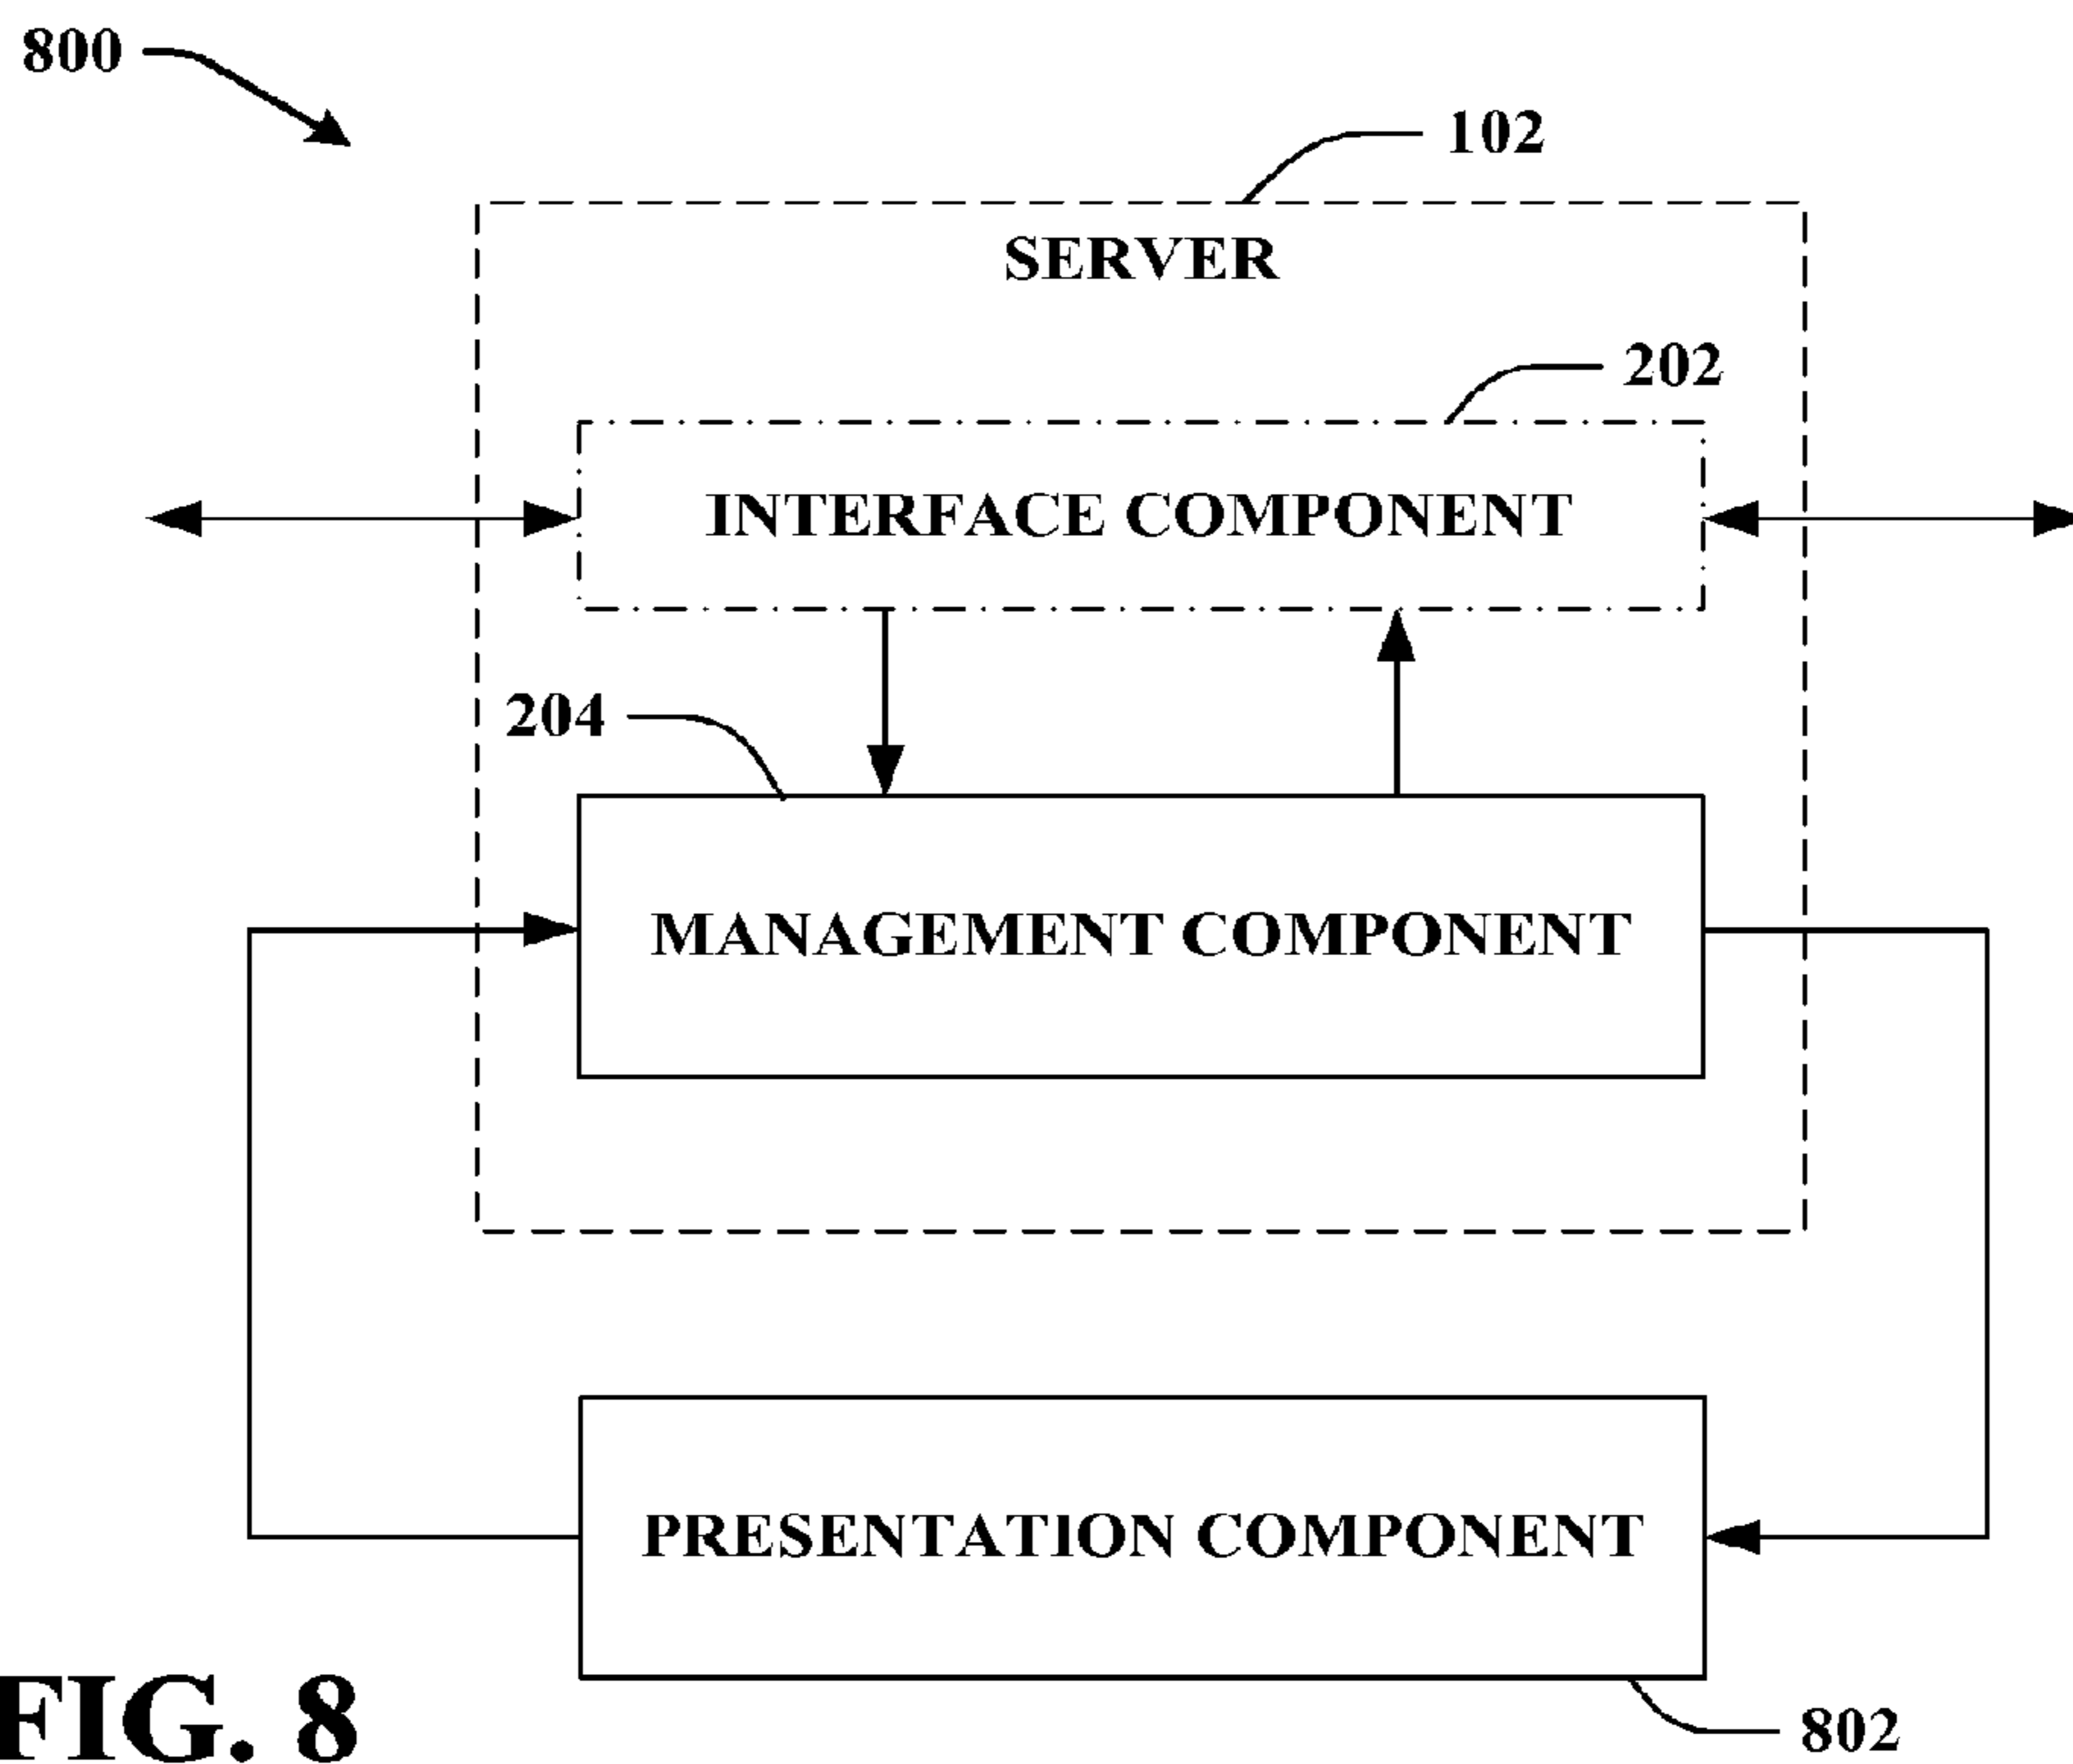 800
102
SERVER
202
INTERFACE COMPONENT
204
MANAGEMENT COMPONENT
PRESENTATION COMPONENT
FIG. 8
802